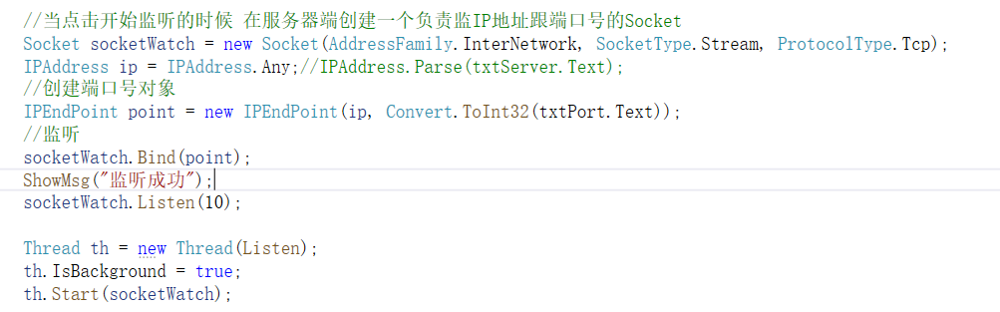 //当点击开始监听的时候 在服务器端创建一个负责监IP地址跟端口号的Socket
Socket socketWatch = new Socket(AddressFamily.InterNetwork, SocketType.Stream, ProtocolType.Tcp);
IPAddress ip = IPAddress.Any;//IPAddress.Parse(txtServer.Text);
//创建端口号对象
IPEndPoint point = new IPEndPoint(ip, Convert.ToInt32(txtPort.Text));
//监听
socketWatch.Bind(point);
ShowMsg("监听成功");
socketWatch.Listen(10);
Thread th = new Thread(Listen);
th.IsBackground = true;
th.Start(socketWatch);